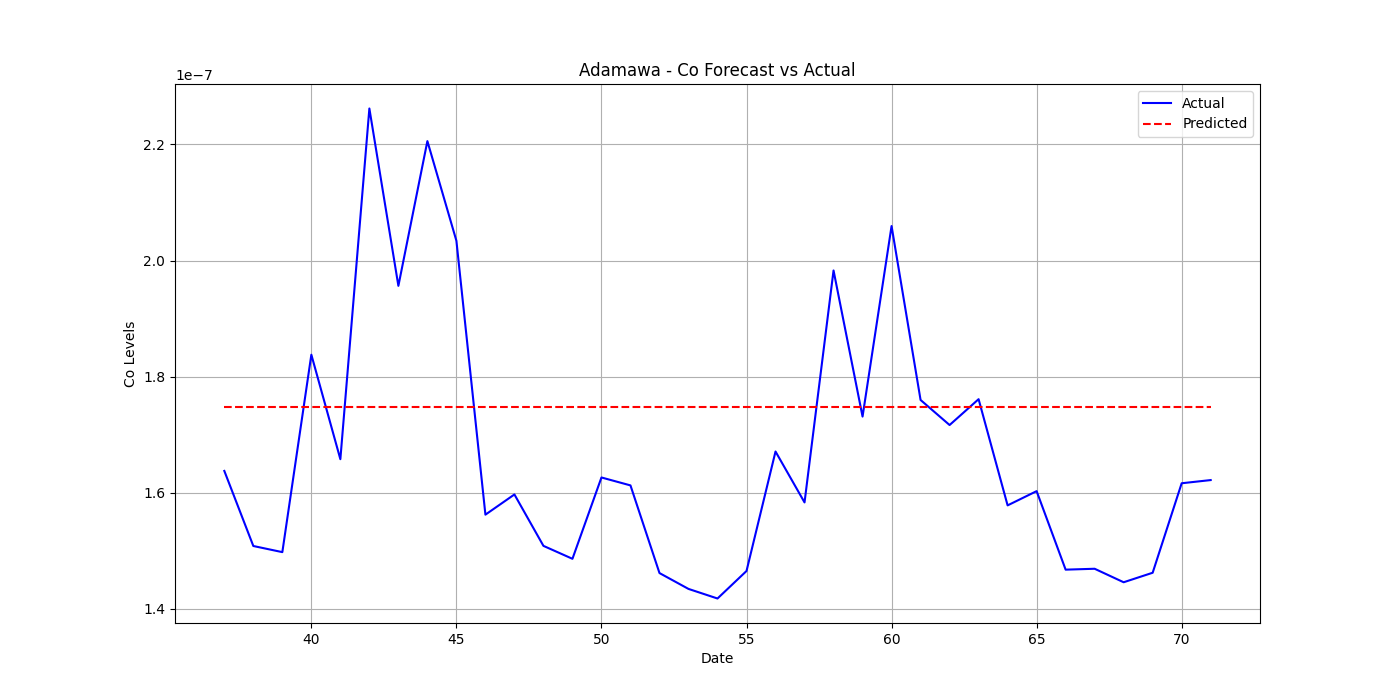 Adamawa - Co Forecast vs Actual
1e−7
Actual
Predicted
2.2
2.0
1.8
1.6
1.4
Co Levels
40 45 50 55 60 65 70
Date